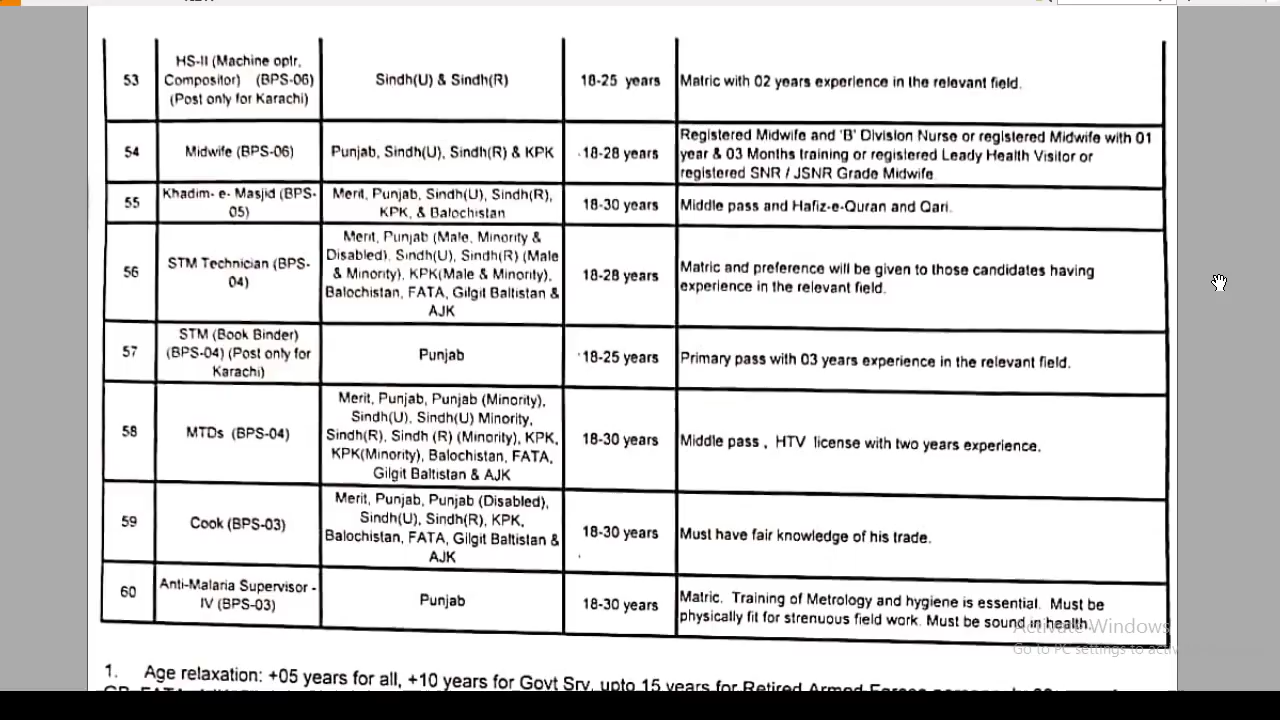 53
HS-II (Machine optr,
Compositor) (BPS-06)
(Post only for Karachi)
Sindh(U) & Sindh(R)
18-25 years
Matric with 02 years experience in the relevant field.
54
Midwife (BPS-06)
Punjab, Sindh(U), Sindh(R) & KPK
18-28 years
Registered Midwife and 'B' Division Nurse or registered Midwife with 01
year & 03 Months training or registered Leady Health Visitor or
registered SNR / JSNR Grade Midwife
55
Khadim- e- Masjid (BPS-
05)
Merit, Punjab, Sindh(U), Sindh(R),
KPK, & Balochistan
18-30 years
Middle pass and Hafiz-e-Quran and Qari.
56
STM Technician (BPS-
04)
Merit, Punjab (Male, Minority &
Disabled), Sindh(U), Sindh(R) (Male
& Minority), KPK(Male & Minority),
Balochistan, FATA, Gilgit Baltistan &
AJK
18-28 years
Matric and preference will be given to those candidates having
experience in the relevant field.
57
STM (Book Binder)
(BPS-04) (Post only for
Karachi)
Punjab
18-25 years
Primary pass with 03 years experience in the relevant field.
58
MTDs (BPS-04)
Merit, Punjab, Punjab (Minority),
Sindh(U), Sindh(U) Minority,
Sindh(R), Sindh (R) (Minority), KPK,
KPK(Minority), Balochistan, FATA,
Gilgit Baltistan & AJK
18-30 years
Middle pass , HTV license with two years experience.
59
Cook (BPS-03)
Merit, Punjab, Punjab (Disabled),
Sindh(U), Sindh(R), KPK,
Balochistan, FATA, Gilgit Baltistan &
AJK
18-30 years
Must have fair knowledge of his trade.
60
Anti-Malaria Supervisor -
IV (BPS-03)
Punjab
18-30 years
Matric. Training of Metrology and hygiene is essential. Must be
physically fit for strenuous field work. Must be sound in health.
Activate Windows
Go to PC settings to
1. Age relaxation: +05 years for all, +10 years for Govt Srv, upto 15 years for Retired Armed Forces